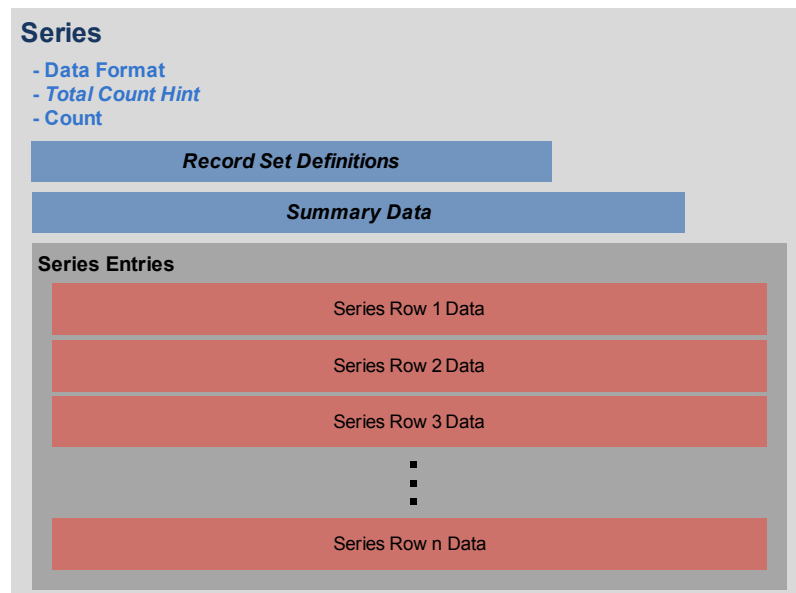 Series
- Data Format
- Total Count Hint
- Count
Record Set Definitions
Summary Data
Series Entries
Series Row 1 Data
Series Row 2 Data
Series Row 3 Data
Series Row n Data